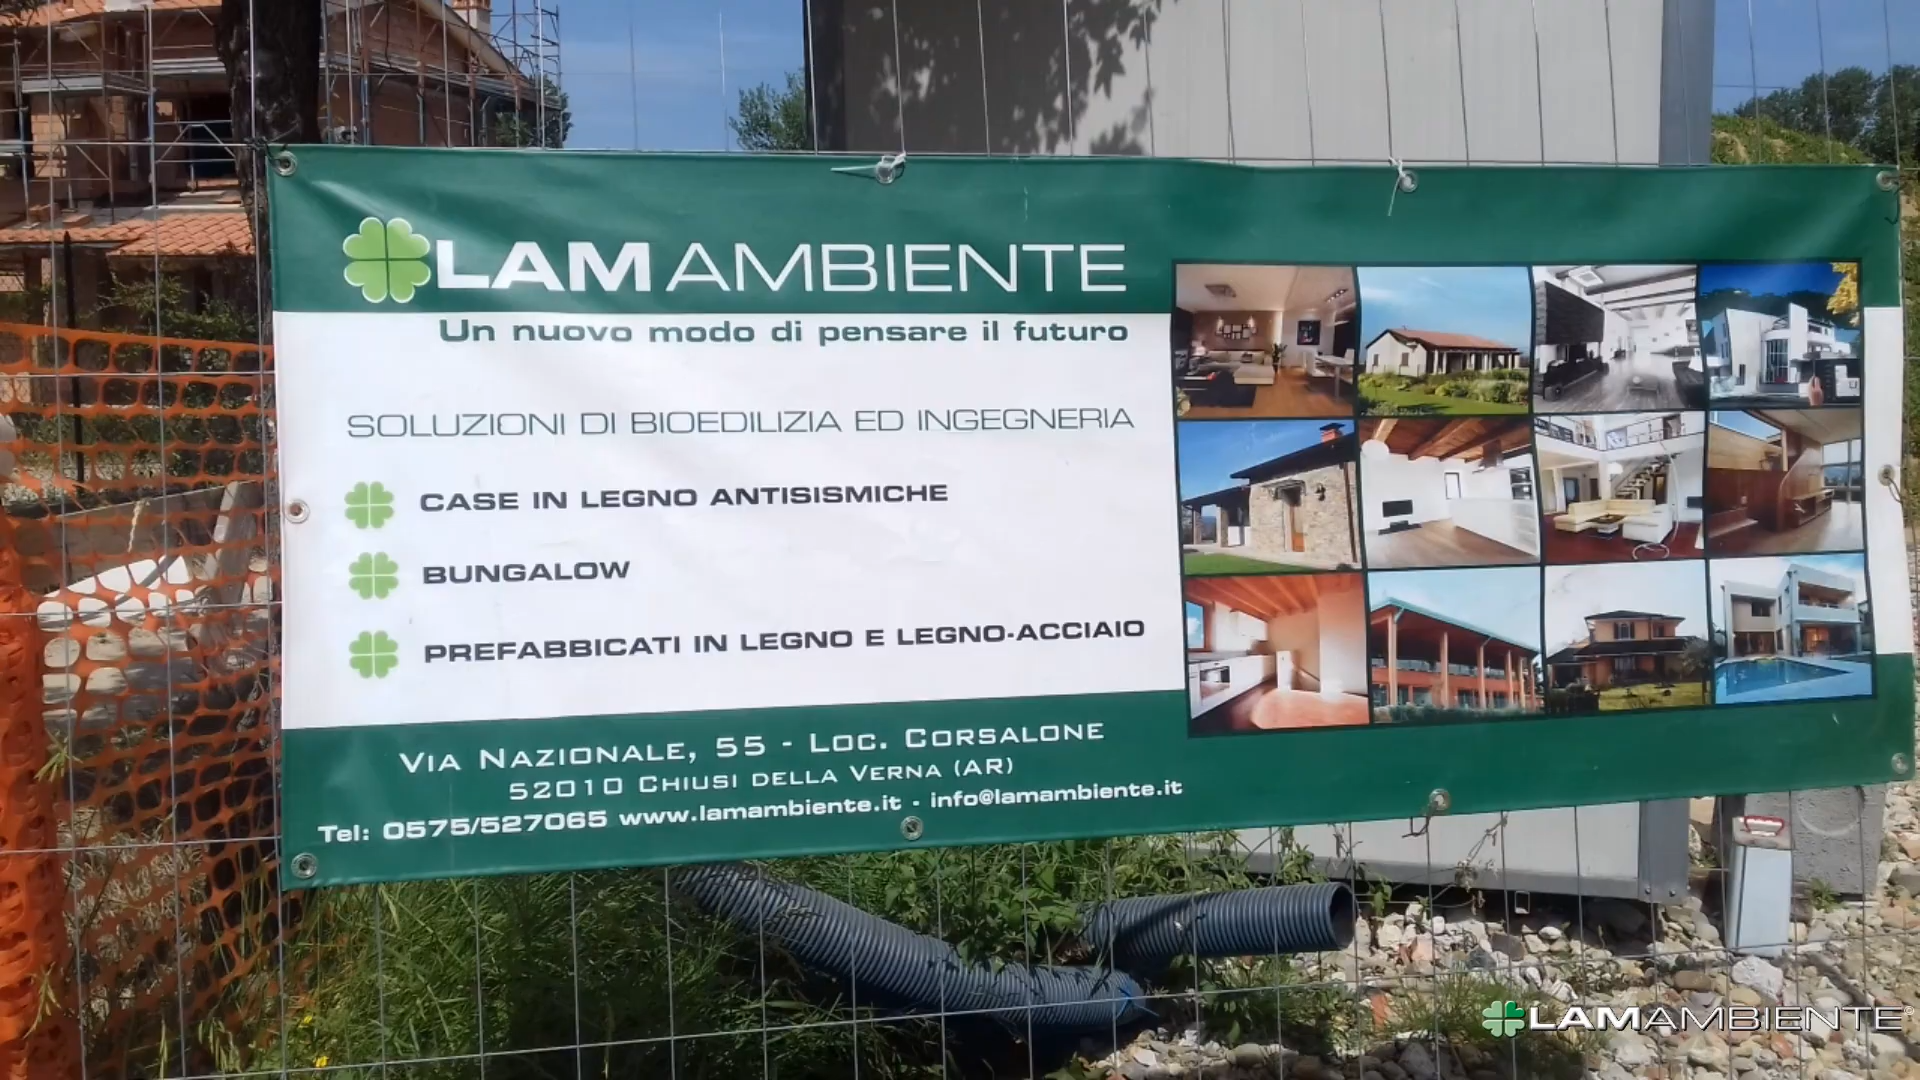 LAMAMBIENTE
Un nuovo modo di pensare il futuro
SOLUZIONI DI BIOEDILIZIA ED INGEGNERIA
CASE IN LEGNO ANTISISMICHE
BUNGALOW
PREFABBICATI IN LEGNO E LEGNO-ACCIAIO
VIA NAZIONALE, 55 - LOC. CORSALONE
52010 CHIUSI DELLA VERNA (AR)
Tel: 0575/527065 www.lamambiente.it - info@lamambiente.it
LAMAMBIENTE®